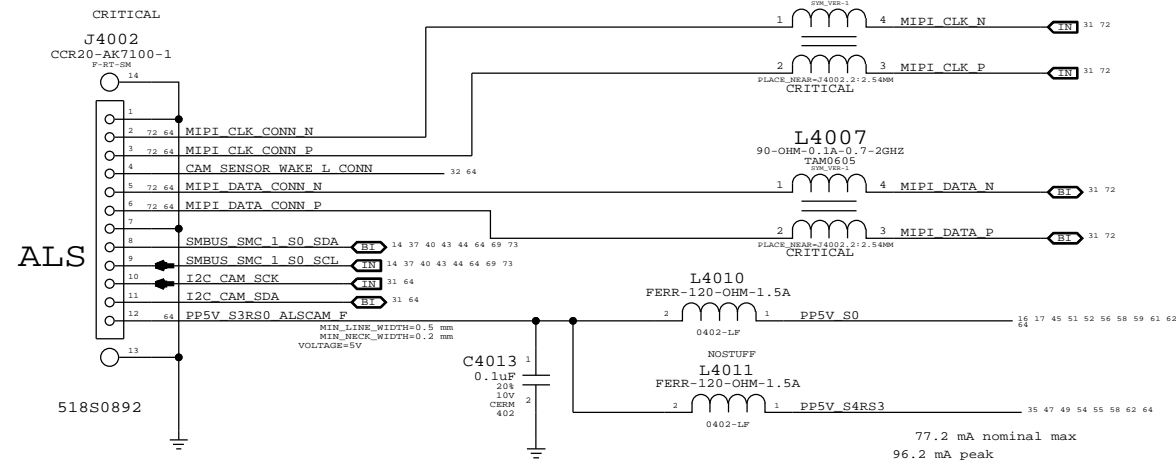 CRITICAL
J4002
CCR20-AK7100-1
F-RT-SM
14
1
2 72 64 MIPI_CLK_CONN_N
3 72 64 MIPI_CLK_CONN_P
4 CAM_SENSOR_WAKE_L_CONN 32 64
5 72 64 MIPI_DATA_CONN_N
6 72 64 MIPI_DATA_CONN_P
7
8 SMBUS_SMC_1_S0_SDA BI 14 37 40 43 44 64 69 73
ALS
9 SMBUS_SMC_1_S0_SCL IN 14 37 40 43 44 64 69 73
10 I2C_CAM_SCK IN 31 64
11 I2C_CAM_SDA BI 31 64
12 64 PP5V_S3RS0_ALSCAM_F
MIN_LINE_WIDTH=0.5 mm
MIN_NECK_WIDTH=0.2 mm
VOLTAGE=5V
13
518S0892
SYM_VER-1
1 4 MIPI_CLK_N IN 31 72
2 3 MIPI_CLK_P IN 31 72
PLACE_NEAR=J4002.2:2.54MM
CRITICAL
L4007
90-OHM-0.1A-0.7-2GHZ
TAM0605
SYM_VER-1
1 4 MIPI_DATA_N BI 31 72
2 3 MIPI_DATA_P BI 31 72
PLACE_NEAR=J4002.2:2.54MM
CRITICAL
L4010
FERR-120-OHM-1.5A
2 1 PP5V_S0 16 17 45 51 52 56 58 59 61 62
64
0402-LF
C4013 1
0.1uF
20%
10V
CERM 2
402
NOSTUFF
L4011
FERR-120-OHM-1.5A
2 1 PP5V_S4RS3 35 47 49 54 55 58 62 64
0402-LF
77.2 mA nominal max
96.2 mA peak